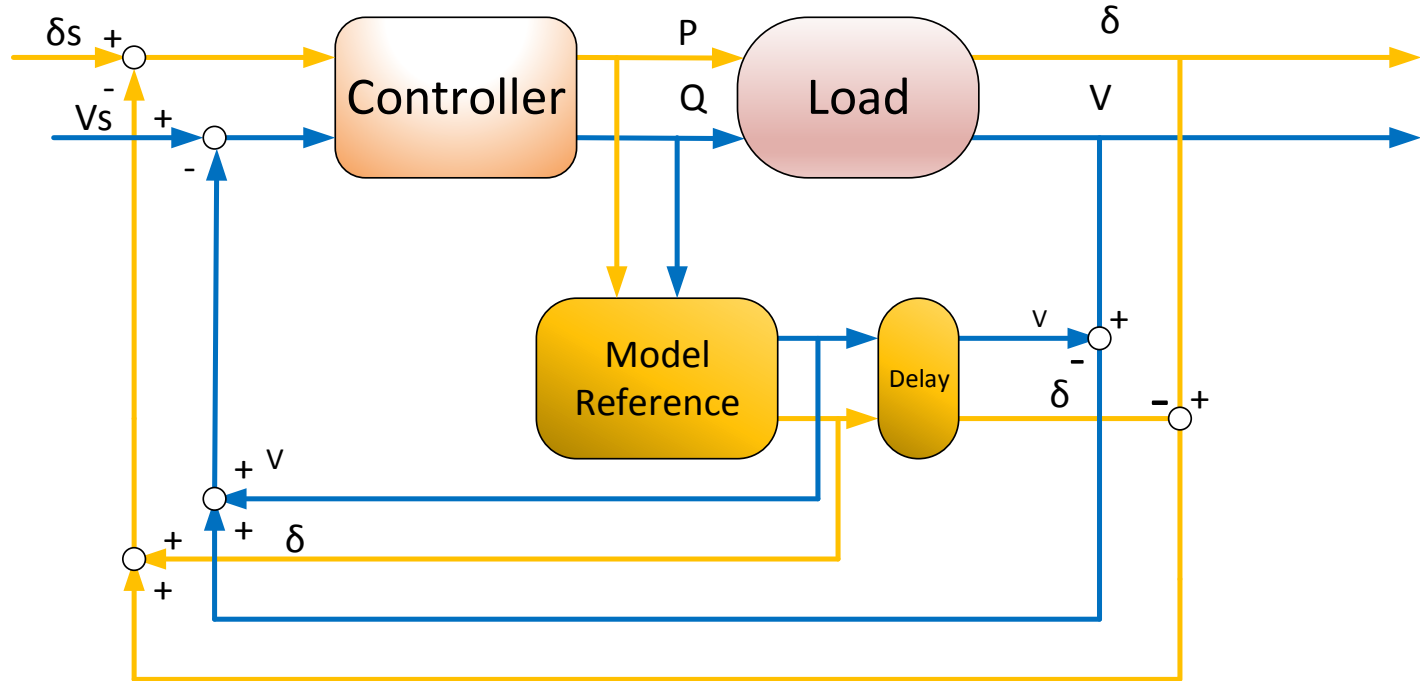 δs
+
P
δ
-
Controller
Load
Vs
+
Q
V
-
Model
Reference
Delay
V
+
-
δ
-
+
+
V
+
+
δ
+